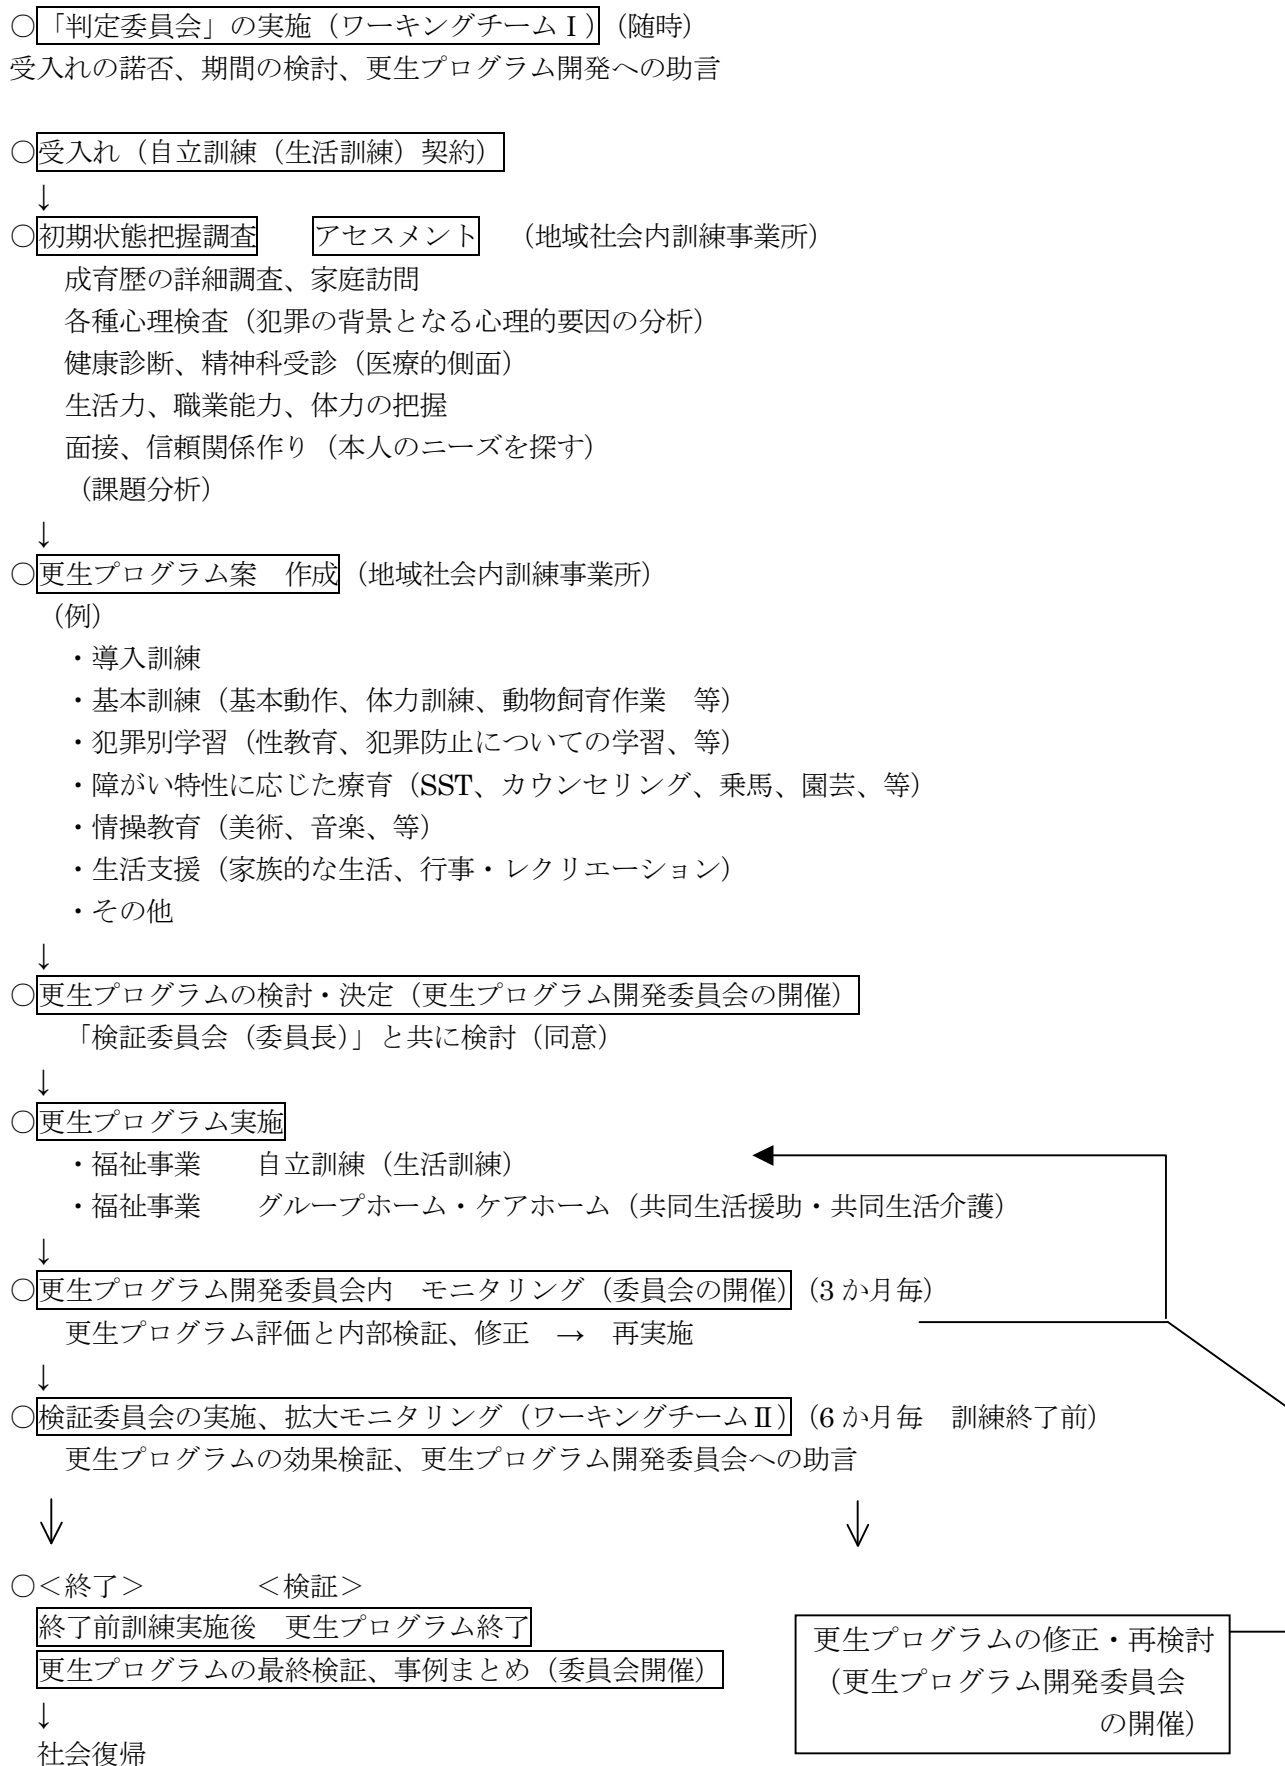 ○「判定委員会」の実施（ワーキングチームⅠ）（随時）
受入れの諾否、期間の検討、更生プログラム開発への助言
○受入れ（自立訓練（生活訓練）契約）
↓
○初期状態把握調査　　アセスメント　（地域社会内訓練事業所）
成育歴の詳細調査、家庭訪問
各種心理検査（犯罪の背景となる心理的要因の分析）
健康診断、精神科受診（医療的側面）
生活力、職業能力、体力の把握
面接、信頼関係作り（本人のニーズを探す）
（課題分析）
↓
○更生プログラム案　作成（地域社会内訓練事業所）
（例）
・導入訓練
・基本訓練（基本動作、体力訓練、動物飼育作業　等）
・犯罪別学習（性教育、犯罪防止についての学習、等）
・障がい特性に応じた療育（SST、カウンセリング、乗馬、園芸、等）
・情操教育（美術、音楽、等）
・生活支援（家族的な生活、行事・レクリエーション）
・その他
↓
○更生プログラムの検討・決定（更生プログラム開発委員会の開催）
「検証委員会（委員長）」と共に検討（同意）
↓
○更生プログラム実施
・福祉事業　　自立訓練（生活訓練）
・福祉事業　　グループホーム・ケアホーム（共同生活援助・共同生活介護）
↓
○更生プログラム開発委員会内　モニタリング（委員会の開催）（3 か月毎）
更生プログラム評価と内部検証、修正　→　再実施
↓
○検証委員会の実施、拡大モニタリング（ワーキングチームⅡ）（6 か月毎　訓練終了前）
更生プログラムの効果検証、更生プログラム開発委員会への助言
○＜終了＞　　　　＜検証＞
終了前訓練実施後　更生プログラム終了
更生プログラムの最終検証、事例まとめ（委員会開催）
↓
社会復帰
更生プログラムの修正・再検討
（更生プログラム開発委員会
の開催）